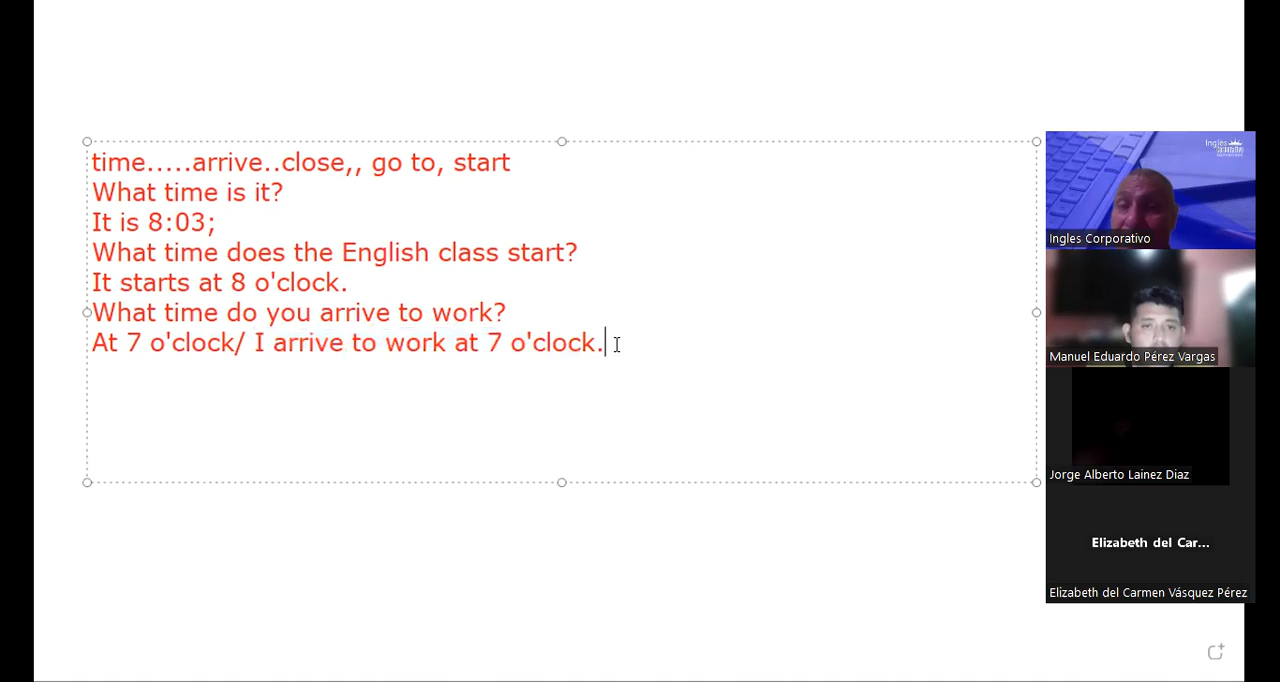 time.....arrive..close,, go to, start
What time is it?
It is 8:03;
What time does the English class start?
It starts at 8 o'clock.
What time do you arrive to work?
At 7 o'clock/ I arrive to work at 7 o'clock.
Ingles
Corporativo
Ingles Corporativo
Manuel Eduardo Pérez Vargas
Jorge Alberto Lainez Diaz
Elizabeth del Car...
Elizabeth del Carmen Vásquez Pérez